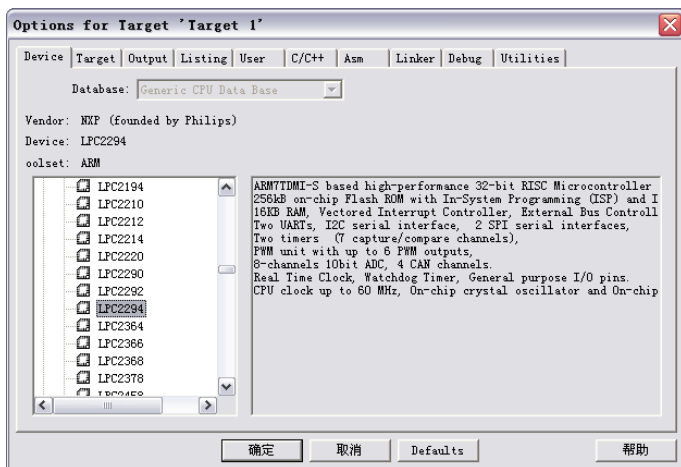 Options for Target 'Target 1'
Device Target Output Listing User C/C++ Asm Linker Debug Utilities
Database: Generic CPU Data Base
Vendor: NXP (founded by Philips)
Device: LPC2294
oolset: ARM
LPC2194
LPC2210
LPC2212
LPC2214
LPC2220
LPC2290
LPC2292
LPC2294
LPC2364
LPC2366
LPC2368
LPC2378
LPC2458
ARM7TDMI-S based high-performance 32-bit RISC Microcontroller
256kB on-chip Flash ROM with In-System Programming (ISP) and I
16KB RAM, Vectored Interrupt Controller, External Bus Controll
Two UARTs, I2C serial interface, 2 SPI serial interfaces,
Two timers (7 capture/compare channels),
PWM unit with up to 6 PWM outputs,
8-channels 10bit ADC, 4 CAN channels.
Real Time Clock, Watchdog Timer, General purpose I/O pins.
CPU clock up to 60 MHz, On-chip crystal oscillator and On-chip
确定 取消 Defaults 帮助